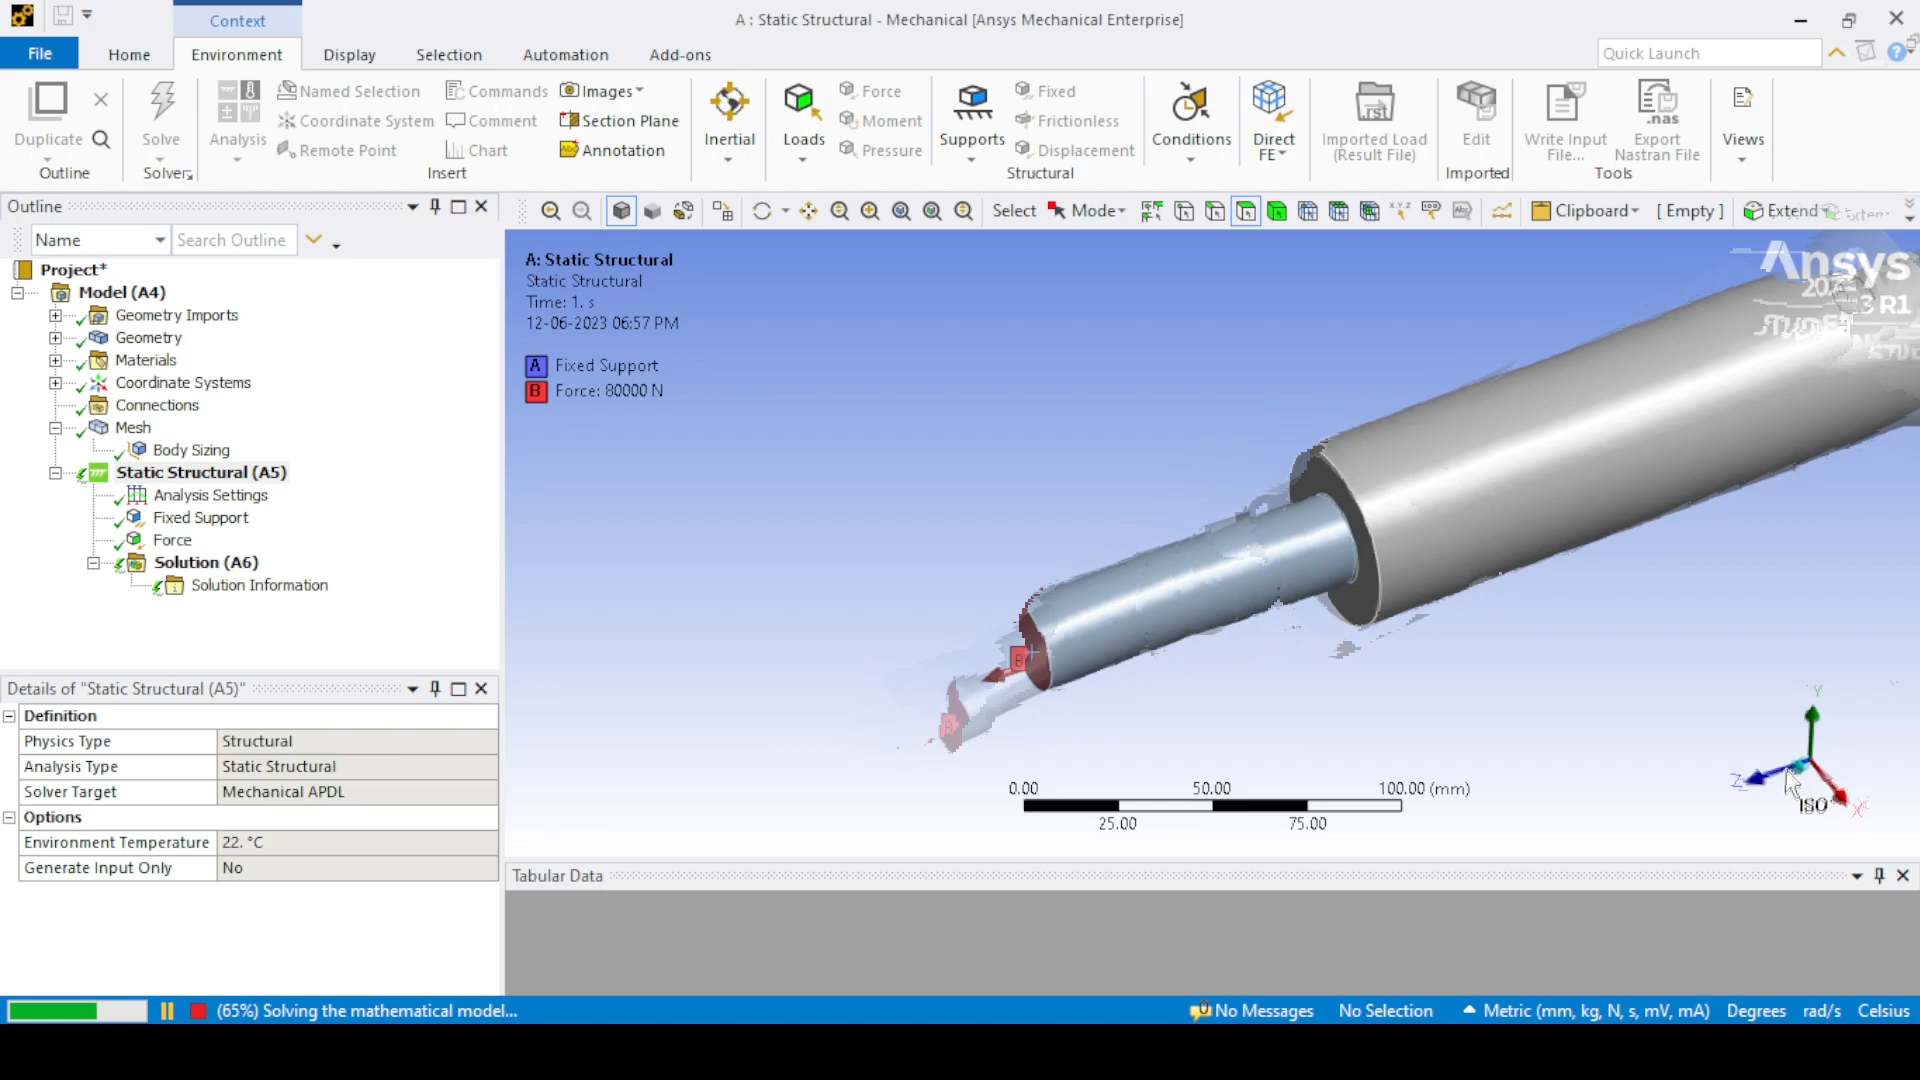 Context
A : Static Structural - Mechanical [Ansys Mechanical Enterprise]
File
Home
Environment
Display
Selection
Automation
Add-ons
Quick Launch
Duplicate
Solve
Analysis
Named Selection
Coordinate System
Remote Point
Commands
Comment
Chart
Images
Section Plane
Annotation
Inertial
Loads
Force
Moment
Pressure
Supports
Fixed
Frictionless
Displacement
Conditions
Direct
FE
Imported Load
(Result File)
Edit
Write Input
File...
.nas
Export
Nastran File
Views
Outline
Solver
Insert
Structural
Imported
Tools
Outline
Select
Mode
Clipboard
[ Empty ]
Extend
Name
Search Outline
Project*
Model (A4)
Geometry Imports
Geometry
Materials
Coordinate Systems
Connections
Mesh
Body Sizing
Static Structural (A5)
Analysis Settings
Fixed Support
Force
Solution (A6)
Solution Information
A: Static Structural
Static Structural
Time: 1. s
12-06-2023 06:57 PM
A Fixed Support
B Force: 80000 N
Ansys
3 R1
B
B
0.00 50.00 100.00 (mm)
25.00 75.00
Y
Z
X
ISO
Details of "Static Structural (A5)"
Definition
Physics Type Structural
Analysis Type Static Structural
Solver Target Mechanical APDL
Options
Environment Temperature 22. °C
Generate Input Only No
Tabular Data
(65%) Solving the mathematical model...
No Messages
No Selection
Metric (mm, kg, N, s, mV, mA)
Degrees
rad/s
Celsius